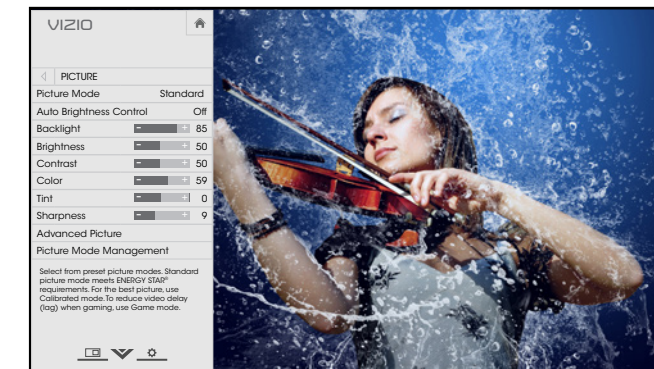 VIZIO
PICTURE
Picture Mode Standard
Auto Brightness Control Off
Backlight - + 85
Brightness - + 50
Contrast - + 50
Color - + 59
Tint - + 0
Sharpness - + 9
Advanced Picture
Picture Mode Management
Select from preset picture modes. Standard
picture mode meets ENERGY STAR®
requirements. For the best picture, use
Calibrated mode. To reduce video delay
(lag) when gaming, use Game mode.